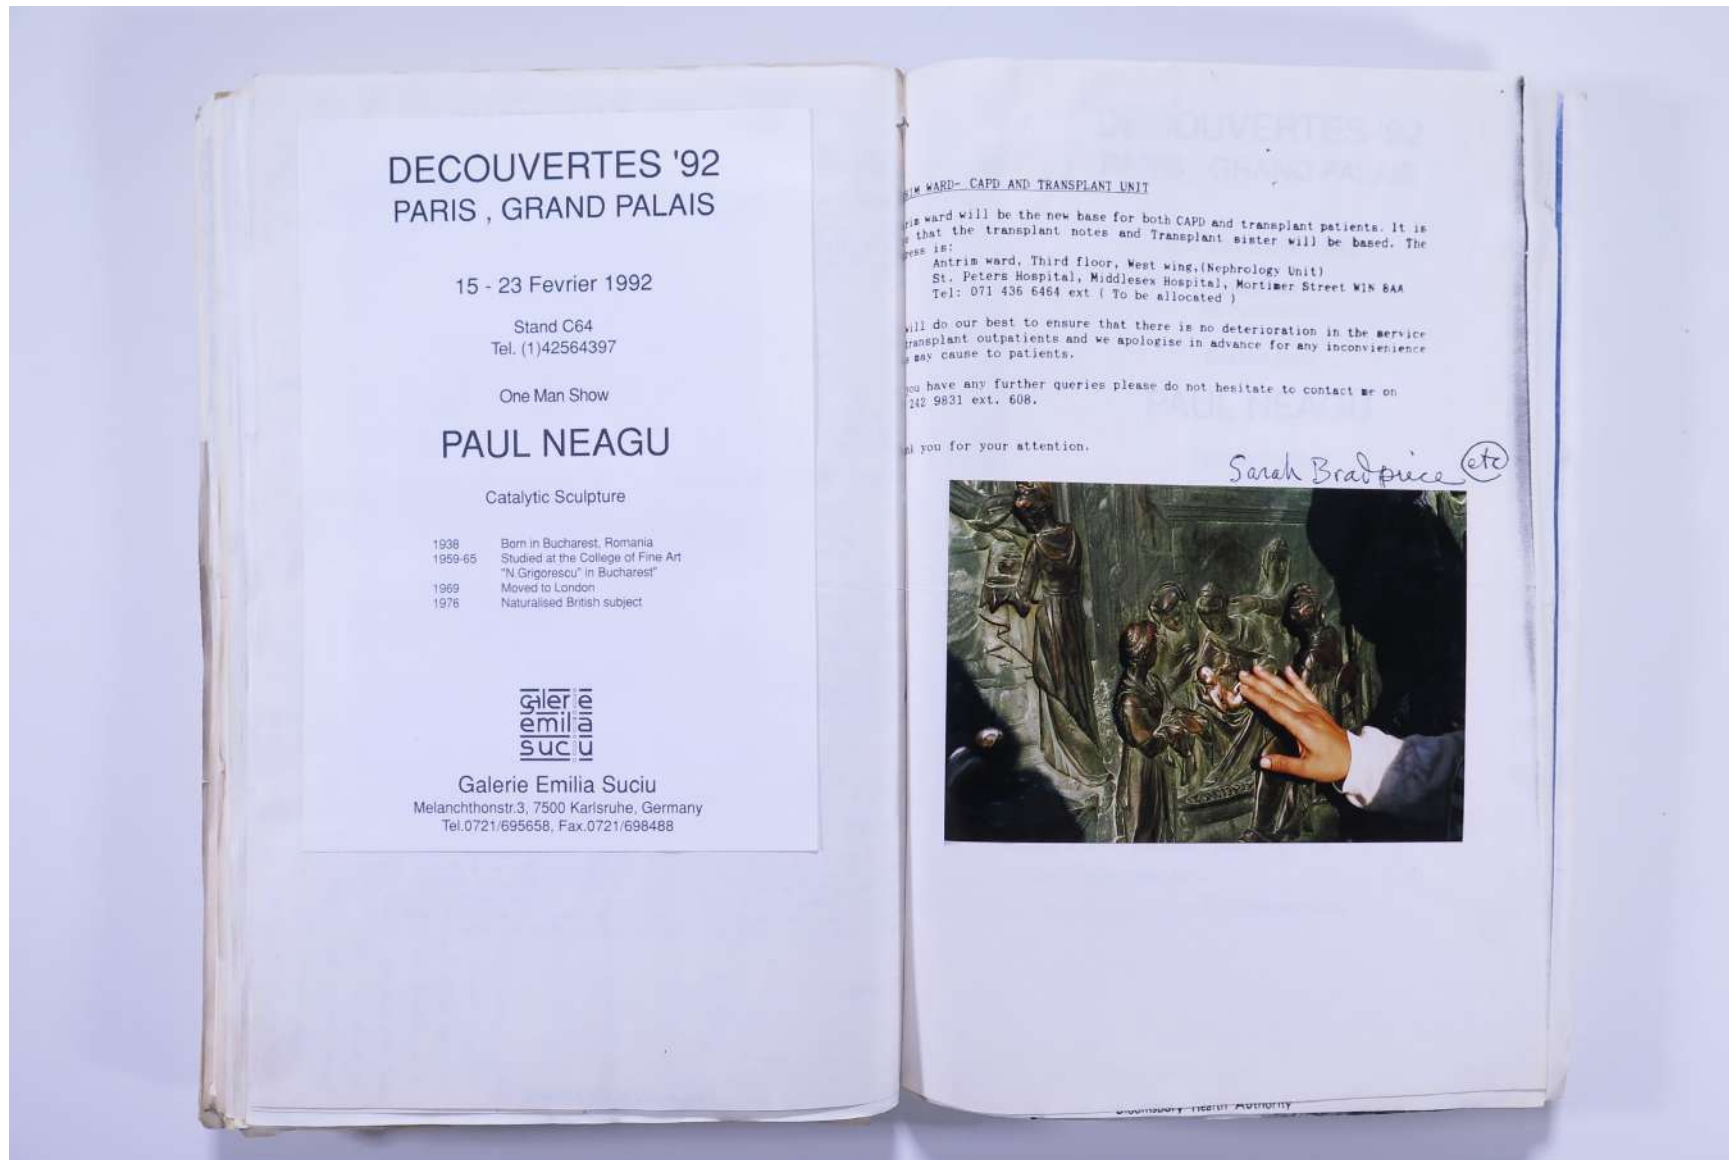 DECOUVERTES '92
PARIS , GRAND PALAIS
15 - 23 Fevrier 1992
Stand C64
Tel. (1)42564397
One Man Show
PAUL NEAGU
Catalytic Sculpture
1938 Born in Bucharest, Romania
1959-65 Studied at the College of Fine Art
"N.Grigorescu" in Bucharest"
1969 Moved to London
1976 Naturalised British subject
galerie
emilia
suciu
Galerie Emilia Suciu
Melanchthonstr.3, 7500 Karlsruhe, Germany
Tel.0721/695658, Fax.0721/698488
WARD- CAPD AND TRANSPLANT UNIT
ward will be the new base for both CAPD and transplant patients. It is
that the transplant notes and Transplant sister will be based. The
is:
Antrim ward, Third floor, West wing,(Nephrology Unit)
St. Peters Hospital, Middlesex Hospital, Mortimer Street W1N 8AA
Tel: 071 436 6464 ext ( To be allocated )
will do our best to ensure that there is no deterioration in the service
transplant outpatients and we apologise in advance for any inconvienience
may cause to patients.
you have any further queries please do not hesitate to contact me on
242 9831 ext. 608.
you for your attention.
Sarah Bradpiece etc
Bloomsbury Health Authority